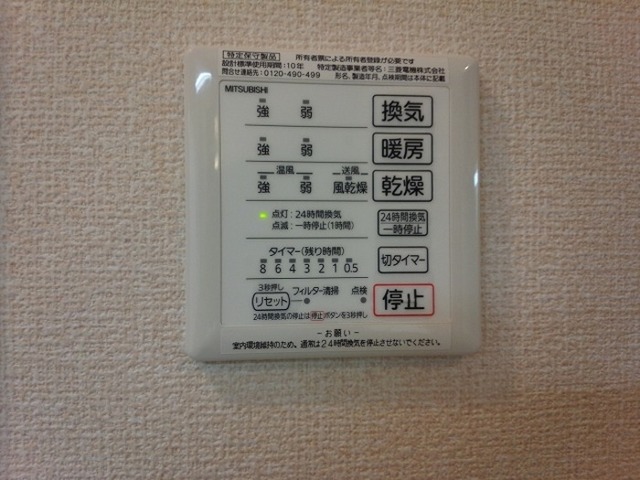 特定保守製品 所有者票による所有者登録が必要です
設計標準使用期間:10年 特定製造事業者等名:三菱電機株式会社
問合せ連絡先:0120-490-499 形名、製造年月、点検期間は本体に記載
MITSUBISHI
強 弱 換気
強 弱 暖房
温風 送風
強 弱 風乾燥 乾燥
点灯:24時間換気
点滅:一時停止(1時間)
24時間換気
一時停止
タイマー(残り時間)
8 6 4 3 2 1 0.5
切タイマー
3秒押し
リセット フィルター清掃 点検
停止
24時間換気の停止は停止ボタンを3秒押し
-お願い-
室内環境維持のため、通常は24時間換気を停止させないでください。